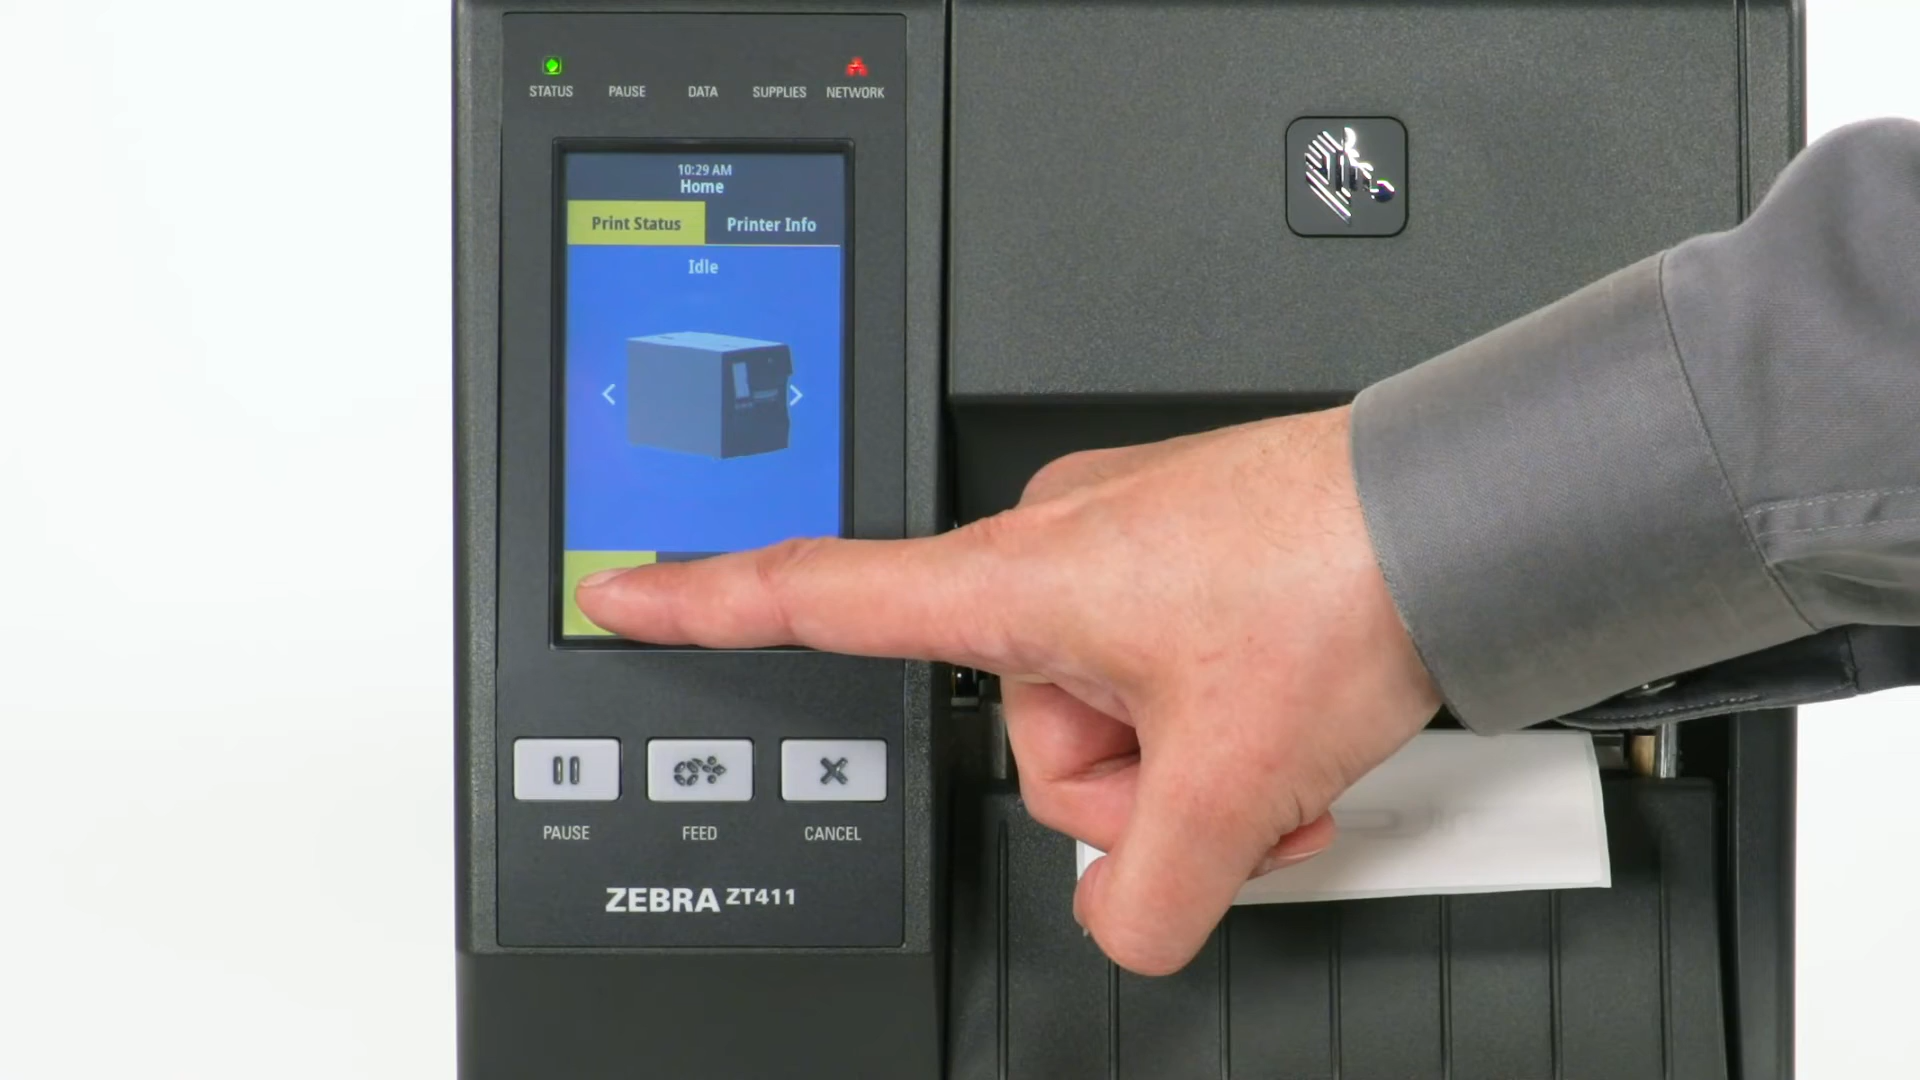 STATUS PAUSE DATA SUPPLIES NETWORK
10:29 AM
Home
Print Status Printer Info
Idle
PAUSE FEED CANCEL
ZEBRA ZT411